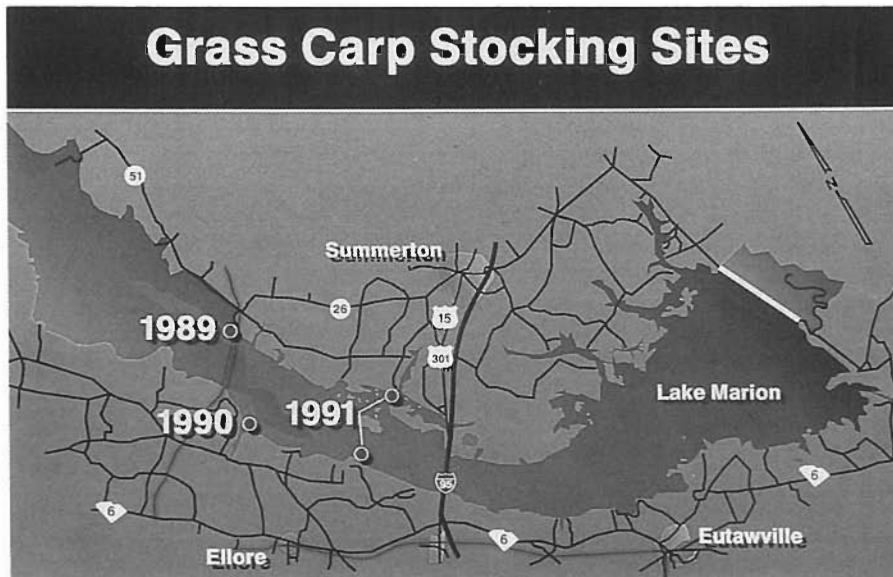 Grass Carp Stocking Sites
51
N
Summerton
26
15
1989
301
Lake Marion
1991
1990
6
95
6
6
Eutawville
Ellore